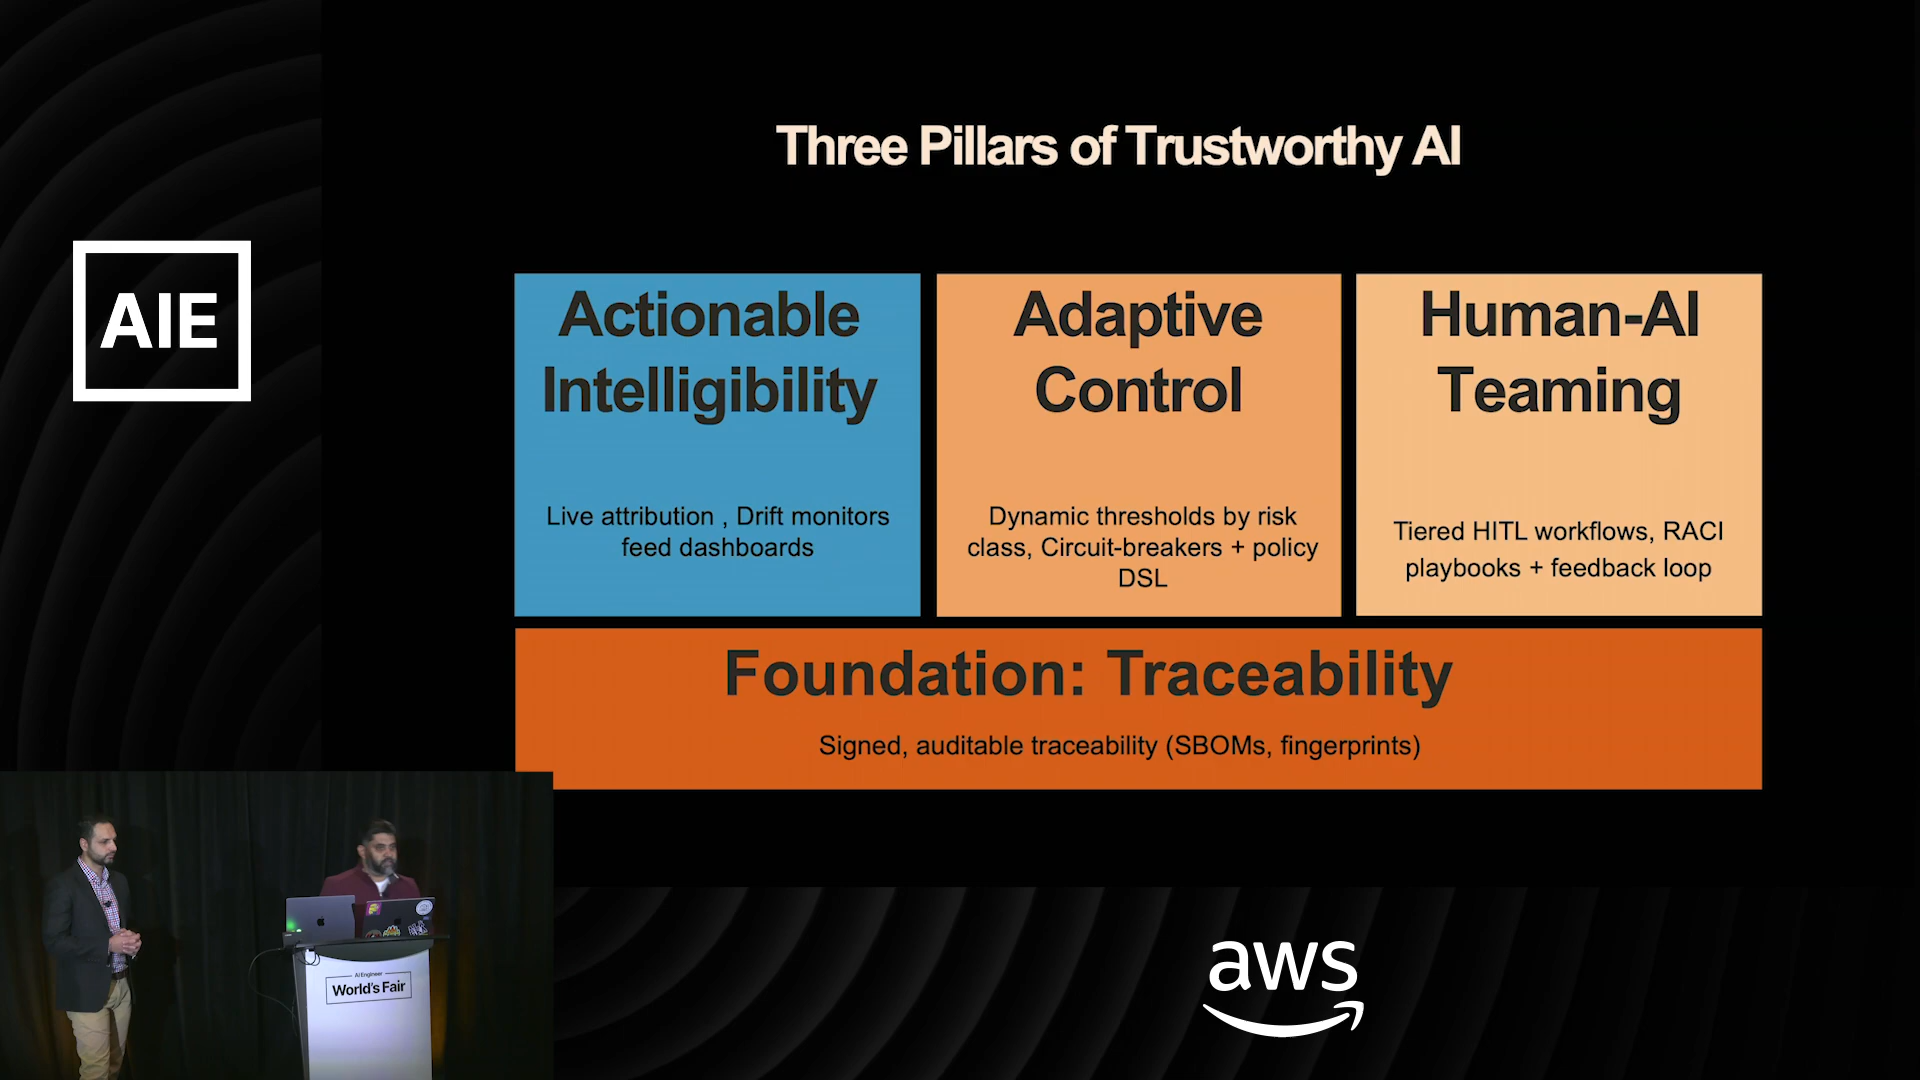 Three Pillars of Trustworthy AI
AIE
Actionable
Intelligibility
Live attribution , Drift monitors
feed dashboards
Adaptive
Control
Dynamic thresholds by risk
class, Circuit-breakers + policy
DSL
Human-AI
Teaming
Tiered HITL workflows, RACI
playbooks + feedback loop
Foundation: Traceability
Signed, auditable traceability (SBOMs, fingerprints)
AI Engineer
World's Fair
aws